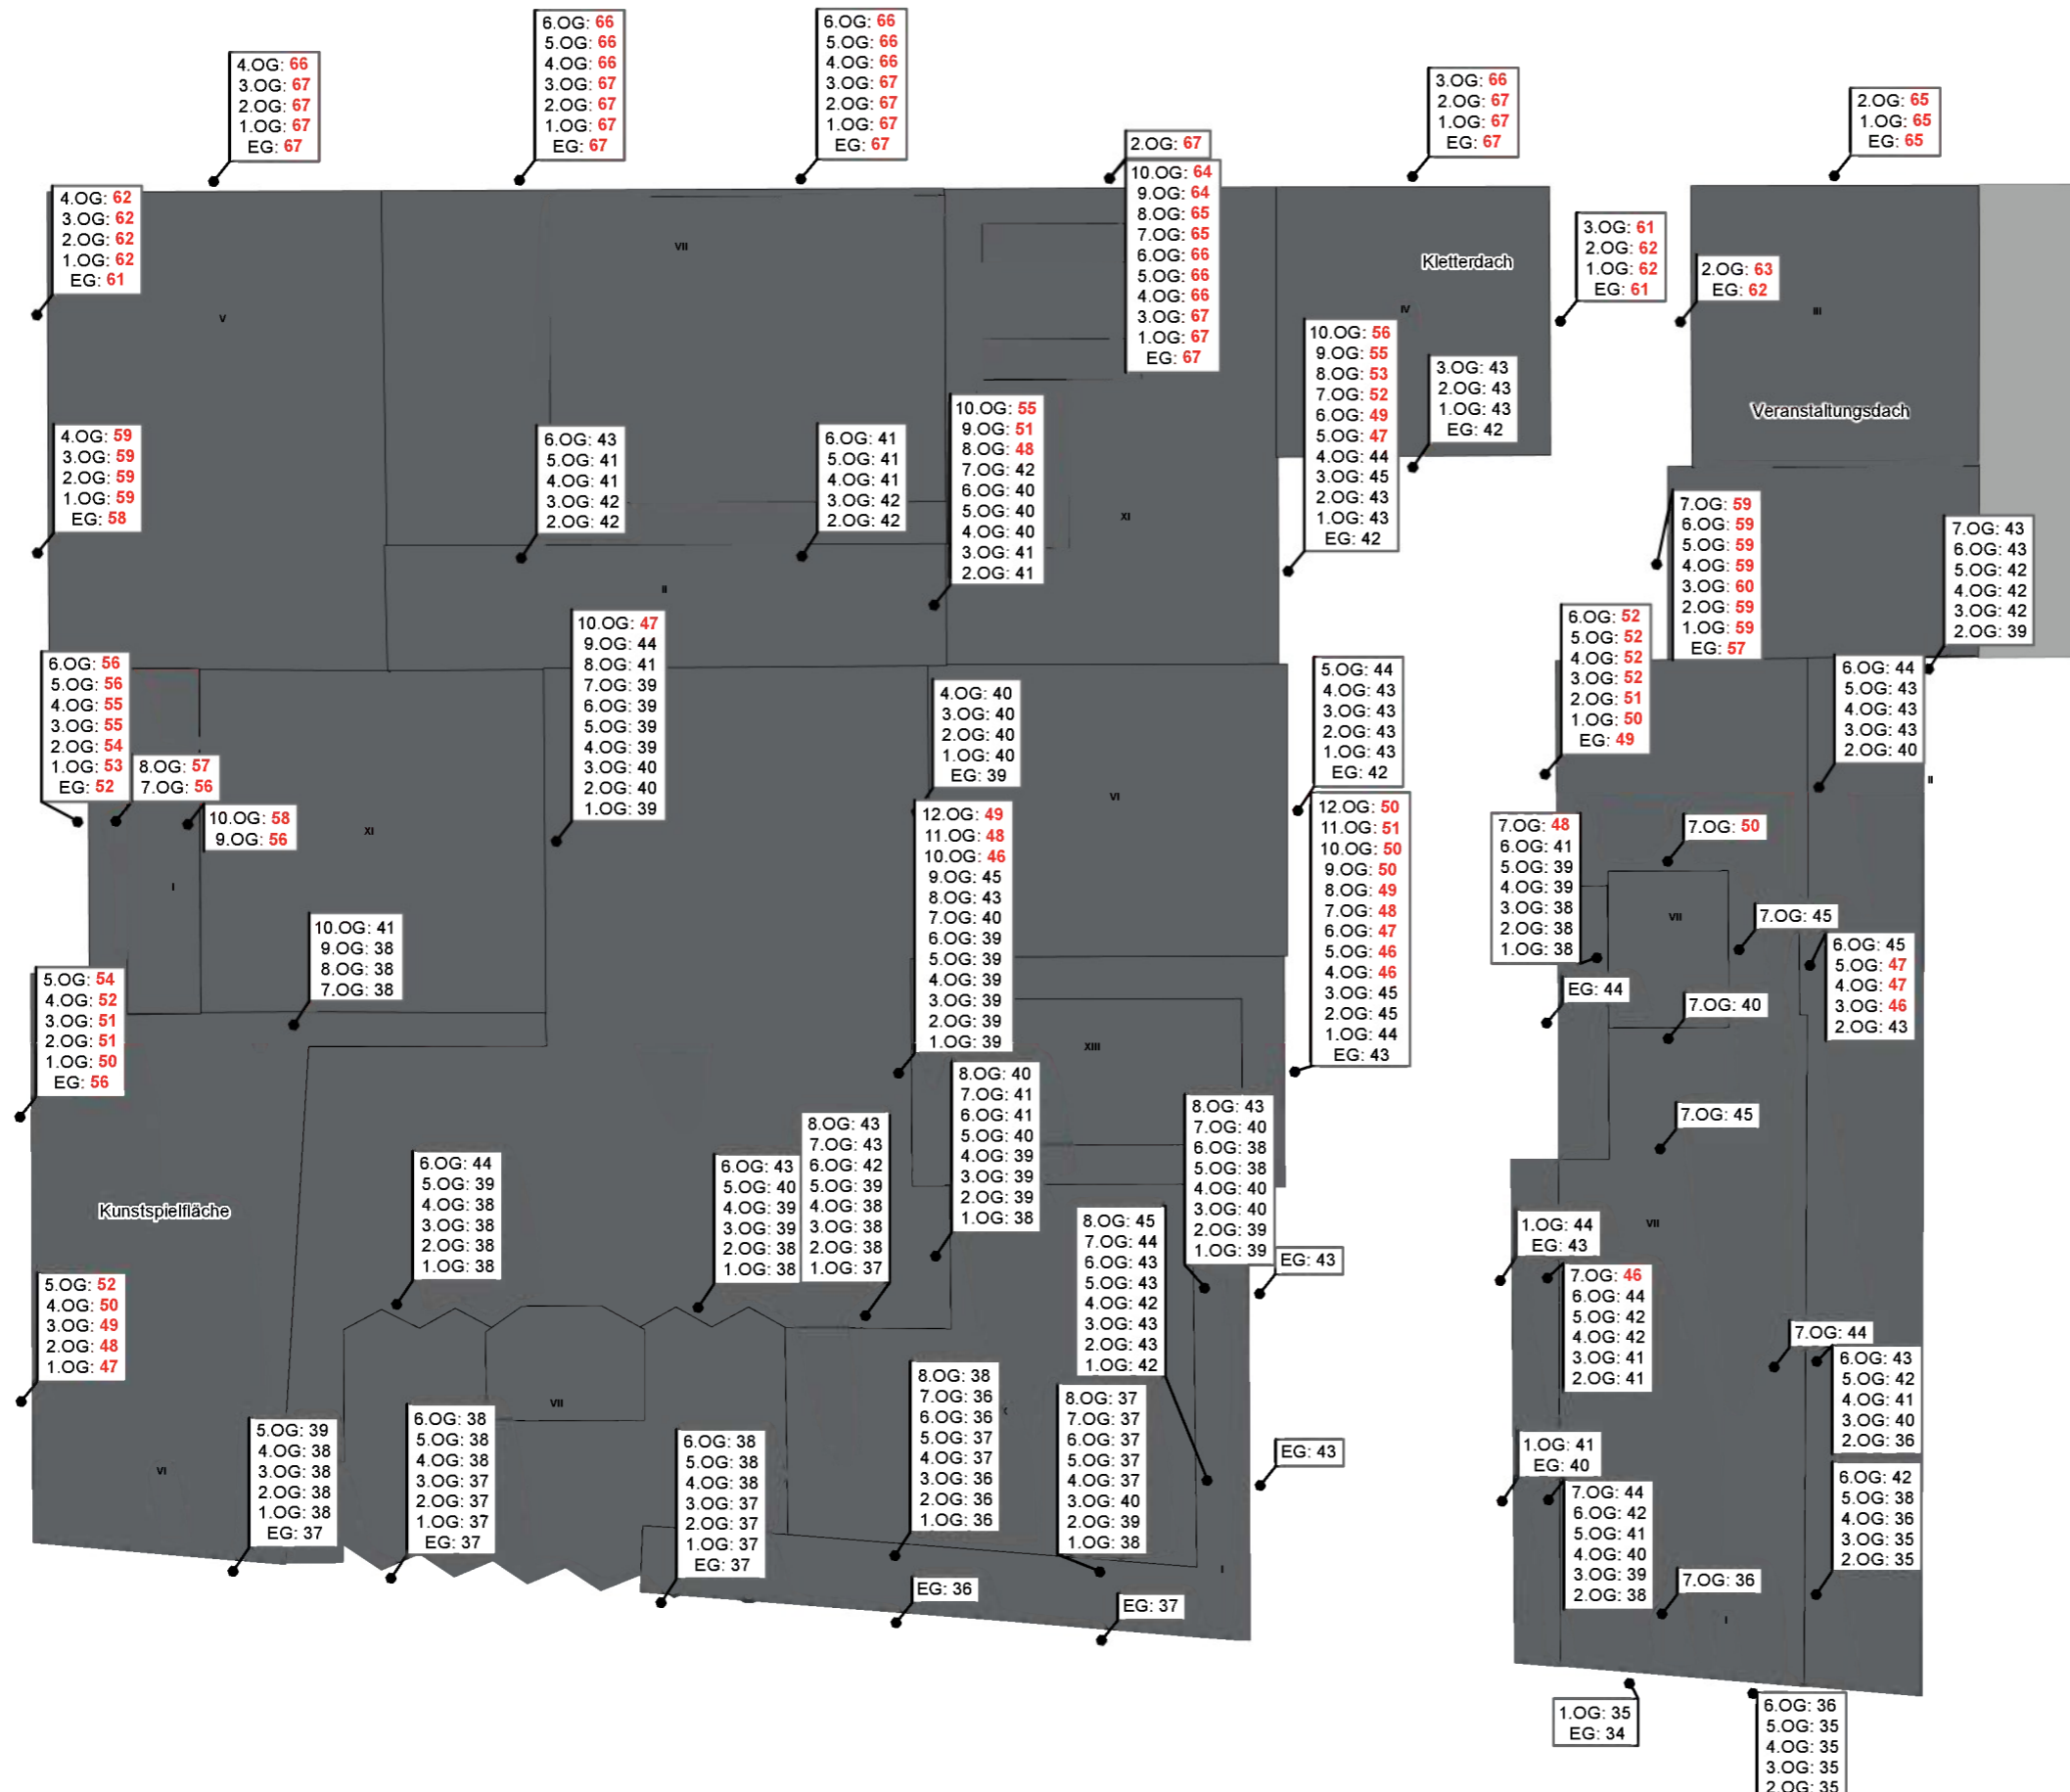 6.OG: 66
5.OG: 66
4.OG: 66
3.OG: 67
2.OG: 67
1.OG: 67
EG: 67
6.OG: 66
5.OG: 66
4.OG: 66
3.OG: 67
2.OG: 67
1.OG: 67
EG: 67
4.OG: 66
3.OG: 67
2.OG: 67
1.OG: 67
EG: 67
3.OG: 66
2.OG: 67
1.OG: 67
EG: 67
2.OG: 65
1.OG: 65
EG: 65
2.OG: 67
10.OG: 64
9.OG: 64
8.OG: 65
7.OG: 65
6.OG: 66
5.OG: 66
4.OG: 66
3.OG: 67
1.OG: 67
EG: 67
4.OG: 62
3.OG: 62
2.OG: 62
1.OG: 62
EG: 61
VII
V
Kletterdach
IV
3.OG: 61
2.OG: 62
1.OG: 62
EG: 61
2.OG: 63
EG: 62
III
Veranstaltungsdach
10.OG: 56
9.OG: 55
8.OG: 53
7.OG: 52
6.OG: 49
5.OG: 47
4.OG: 44
3.OG: 45
2.OG: 43
1.OG: 43
EG: 42
3.OG: 43
2.OG: 43
1.OG: 43
EG: 42
4.OG: 59
3.OG: 59
2.OG: 59
1.OG: 59
EG: 58
6.OG: 43
5.OG: 41
4.OG: 41
3.OG: 42
2.OG: 42
6.OG: 41
5.OG: 41
4.OG: 41
3.OG: 42
2.OG: 42
10.OG: 55
9.OG: 51
8.OG: 48
7.OG: 42
6.OG: 40
5.OG: 40
4.OG: 40
3.OG: 41
2.OG: 41
XI
II
7.OG: 59
6.OG: 59
5.OG: 59
4.OG: 59
3.OG: 60
2.OG: 59
1.OG: 59
EG: 57
7.OG: 43
6.OG: 43
5.OG: 42
4.OG: 42
3.OG: 42
2.OG: 39
6.OG: 52
5.OG: 52
4.OG: 52
3.OG: 52
2.OG: 51
1.OG: 50
EG: 49
6.OG: 44
5.OG: 43
4.OG: 43
3.OG: 43
2.OG: 40
II
6.OG: 56
5.OG: 56
4.OG: 55
3.OG: 55
2.OG: 54
1.OG: 53
EG: 52
8.OG: 57
7.OG: 56
10.OG: 58
9.OG: 56
XI
I
10.OG: 47
9.OG: 44
8.OG: 41
7.OG: 39
6.OG: 39
5.OG: 39
4.OG: 39
3.OG: 40
2.OG: 40
1.OG: 39
4.OG: 40
3.OG: 40
2.OG: 40
1.OG: 40
EG: 39
VI
5.OG: 44
4.OG: 43
3.OG: 43
2.OG: 43
1.OG: 43
EG: 42
12.OG: 49
11.OG: 48
10.OG: 46
9.OG: 45
8.OG: 43
7.OG: 40
6.OG: 39
5.OG: 39
4.OG: 39
3.OG: 39
2.OG: 39
1.OG: 39
12.OG: 50
11.OG: 51
10.OG: 50
9.OG: 50
8.OG: 49
7.OG: 48
6.OG: 47
5.OG: 46
4.OG: 46
3.OG: 45
2.OG: 45
1.OG: 44
EG: 43
7.OG: 48
6.OG: 41
5.OG: 39
4.OG: 39
3.OG: 38
2.OG: 38
1.OG: 38
7.OG: 50
VII
7.OG: 45
6.OG: 45
5.OG: 47
4.OG: 47
3.OG: 46
2.OG: 43
EG: 44
7.OG: 40
7.OG: 45
10.OG: 41
9.OG: 38
8.OG: 38
7.OG: 38
5.OG: 54
4.OG: 52
3.OG: 51
2.OG: 51
1.OG: 50
EG: 56
XIII
8.OG: 40
7.OG: 41
6.OG: 41
5.OG: 40
4.OG: 39
3.OG: 39
2.OG: 39
1.OG: 38
8.OG: 43
7.OG: 40
6.OG: 38
5.OG: 38
4.OG: 40
3.OG: 40
2.OG: 39
1.OG: 39
EG: 43
6.OG: 44
5.OG: 39
4.OG: 38
3.OG: 38
2.OG: 38
1.OG: 38
6.OG: 43
5.OG: 40
4.OG: 39
3.OG: 39
2.OG: 38
1.OG: 38
8.OG: 43
7.OG: 43
6.OG: 42
5.OG: 39
4.OG: 38
3.OG: 38
2.OG: 38
1.OG: 37
8.OG: 45
7.OG: 44
6.OG: 43
5.OG: 43
4.OG: 42
3.OG: 43
2.OG: 43
1.OG: 42
Kunstspielfläche
1.OG: 44
EG: 43
VII
7.OG: 46
6.OG: 44
5.OG: 42
4.OG: 42
3.OG: 41
2.OG: 41
7.OG: 44
6.OG: 43
5.OG: 42
4.OG: 41
3.OG: 40
2.OG: 36
5.OG: 52
4.OG: 50
3.OG: 49
2.OG: 48
1.OG: 47
VI
5.OG: 39
4.OG: 38
3.OG: 38
2.OG: 38
1.OG: 38
EG: 37
6.OG: 38
5.OG: 38
4.OG: 38
3.OG: 37
2.OG: 37
1.OG: 37
EG: 37
VII
6.OG: 38
5.OG: 38
4.OG: 38
3.OG: 37
2.OG: 37
1.OG: 37
EG: 37
8.OG: 38
7.OG: 36
6.OG: 36
5.OG: 37
4.OG: 37
3.OG: 36
2.OG: 36
1.OG: 36
8.OG: 37
7.OG: 37
6.OG: 37
5.OG: 37
4.OG: 37
3.OG: 40
2.OG: 39
1.OG: 38
EG: 43
I
EG: 36
EG: 37
1.OG: 41
EG: 40
7.OG: 44
6.OG: 42
5.OG: 41
4.OG: 40
3.OG: 39
2.OG: 38
6.OG: 42
5.OG: 38
4.OG: 36
3.OG: 35
2.OG: 35
7.OG: 36
I
1.OG: 35
EG: 34
6.OG: 36
5.OG: 35
4.OG: 35
3.OG: 35
2.OG: 35